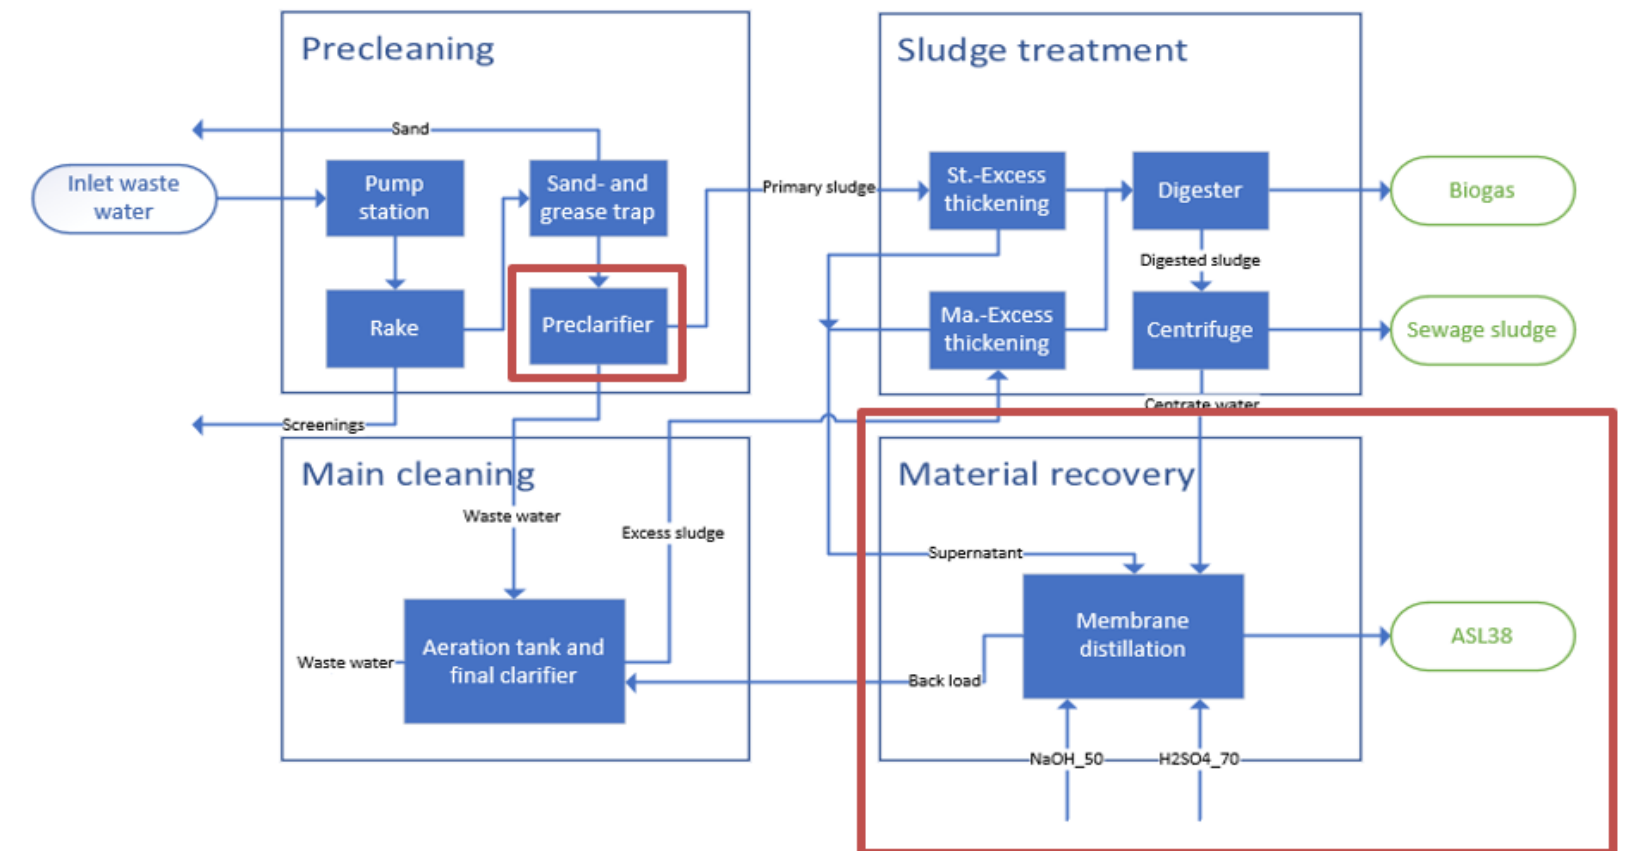 Precleaning
Sand
Inlet waste
water
Pump
station
Sand- and
grease trap
Rake
Preclarifier
Screenings
Primary sludge
Sludge treatment
St.-Excess
thickening
Digester
Biogas
Digested sludge
Ma.-Excess
thickening
Centrifuge
Sewage sludge
Centrate water
Main cleaning
Waste water
Excess sludge
Waste water
Aeration tank and
final clarifier
Material recovery
Supernatant
Membrane
distillation
ASL38
Back load
NaOH_50
H2SO4_70